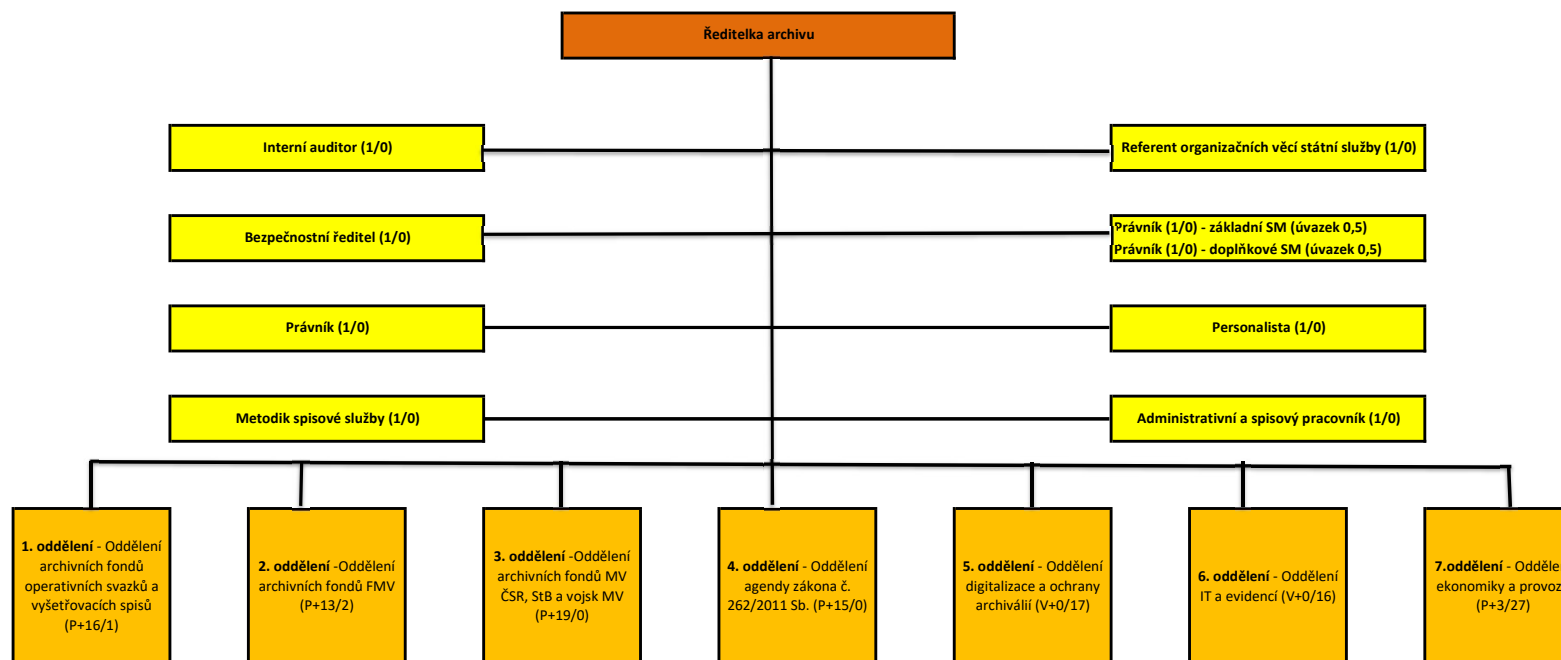 Ředitelka archivu
Interní auditor (1/0)
Referent organizačních věcí státní služby (1/0)
Bezpečnostní ředitel (1/0)
Právník (1/0) - základní SM (úvazek 0,5)
Právník (1/0) - doplňkové SM (úvazek 0,5)
Právník (1/0)
Personalista (1/0)
Metodik spisové služby (1/0)
Administrativní a spisový pracovník (1/0)
1. oddělení - Oddělení
archivních fondů
operativních svazků a
vyšetřovacích spisů
(P+16/1)
2. oddělení -Oddělení
archivních fondů FMV
(P+13/2)
3. oddělení -Oddělení
archivních fondů MV
ČSR, StB a vojsk MV
(P+19/0)
4. oddělení - Oddělení
agendy zákona č.
262/2011 Sb. (P+15/0)
5. oddělení - Oddělení
digitalizace a ochrany
archiválií (V+0/17)
6. oddělení - Oddělení
IT a evidencí (V+0/16)
7.oddělení - Odděle
ekonomiky a provoz
(P+3/27)